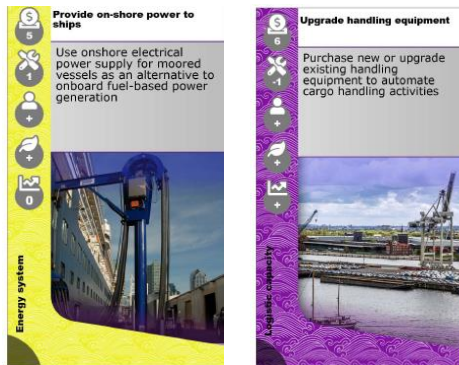 Provide on-shore power to
ships
5
1
+
+
0
Use onshore electrical
power supply for moored
vessels as an alternative to
onboard fuel-based power
generation
Energy system
Upgrade handling equipment
6
-1
+
+
+
Purchase new or upgrade
existing handling
equipment to automate
cargo handling activities
Logistic capacity